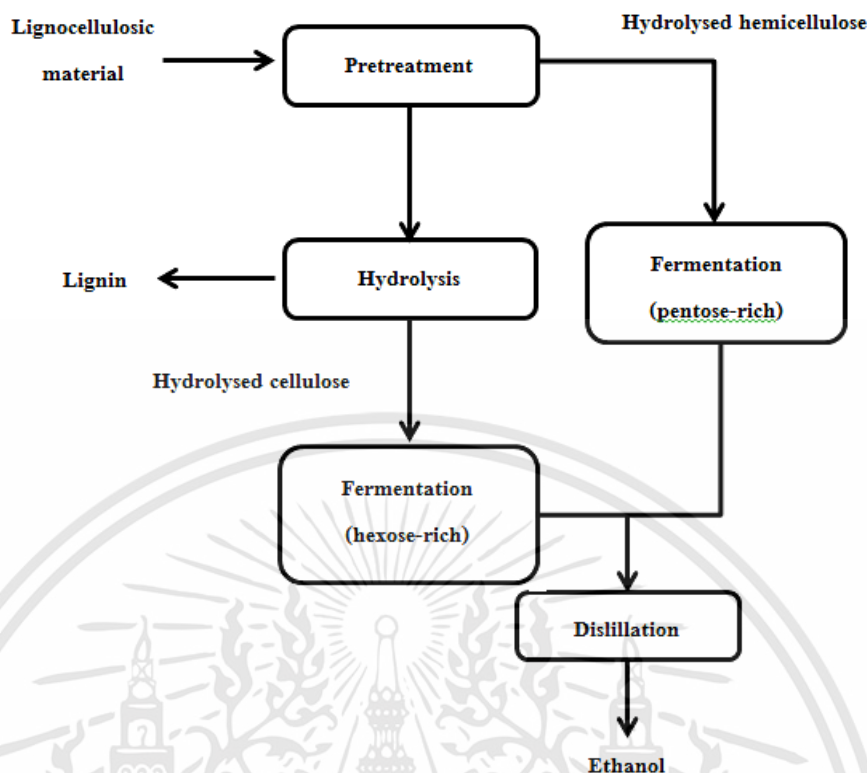 Lignocellulosic
material
Pretreatment
Hydrolysed hemicellulose
Lignin
Hydrolysis
Fermentation
(pentose-rich)
Hydrolysed cellulose
Fermentation
(hexose-rich)
Dislillation
Ethanol